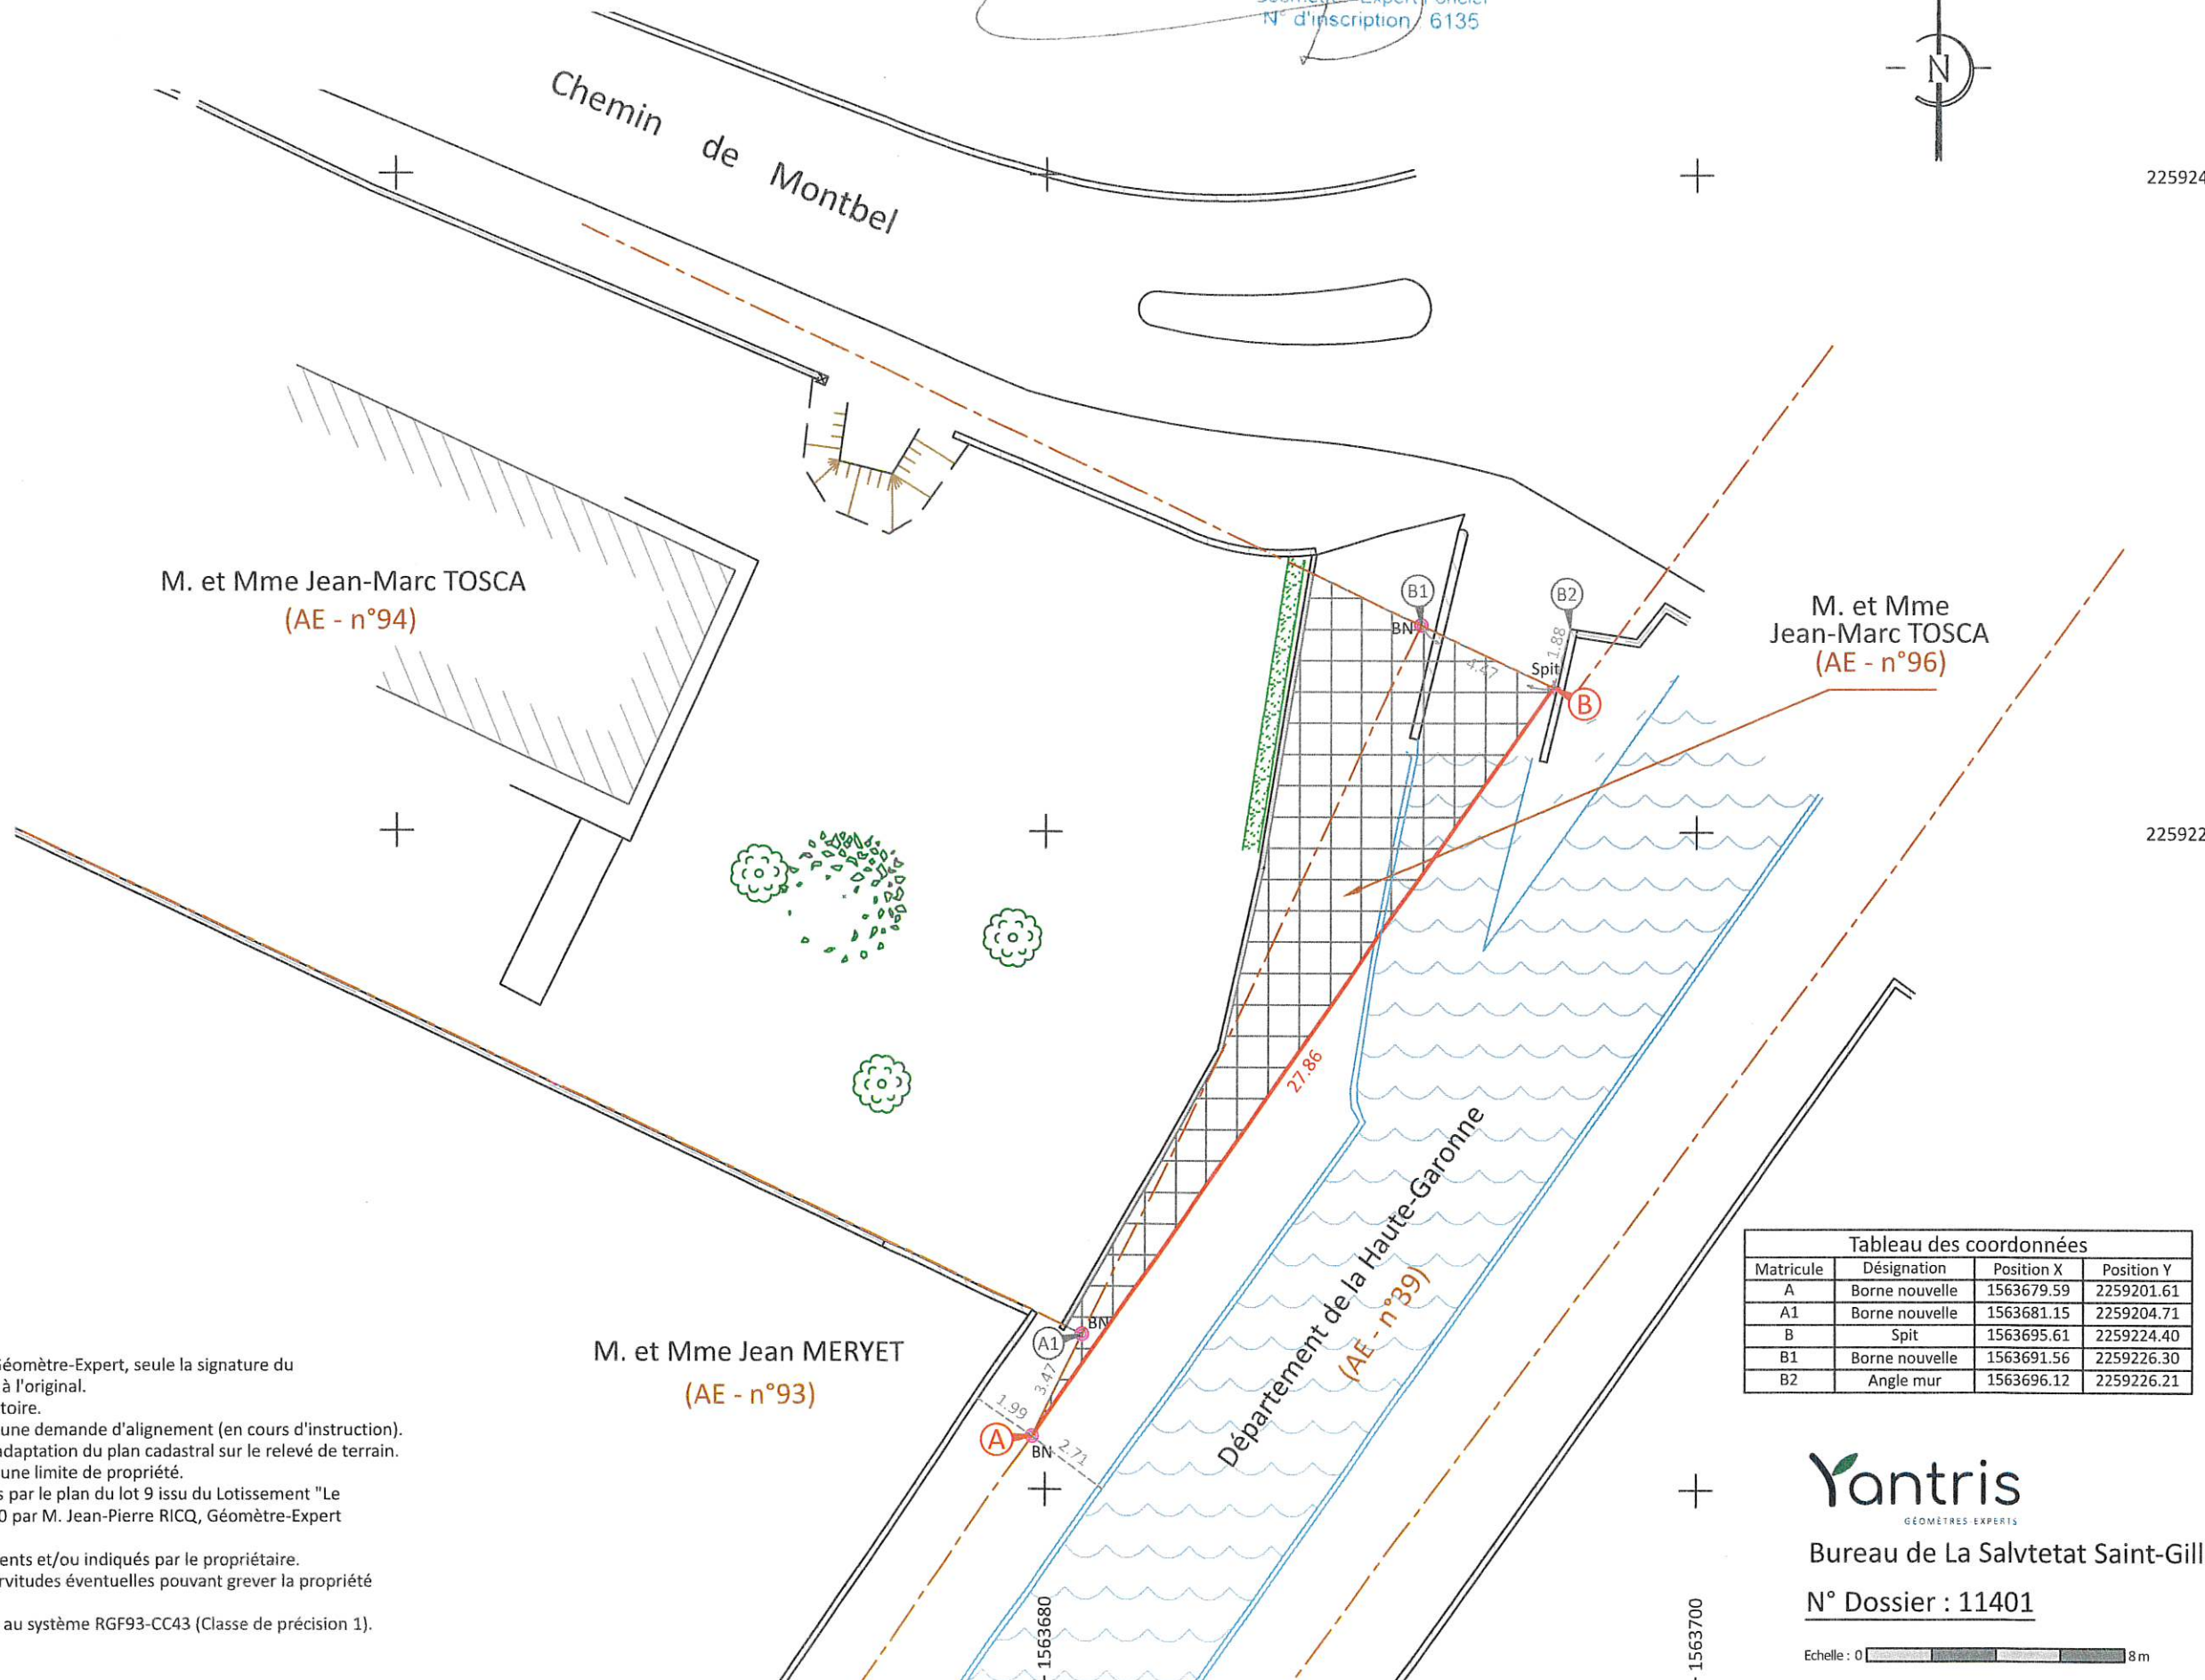 N° d'inscription 6135
N
Chemin de Montbel
225924
M. et Mme Jean-Marc TOSCA
(AE - n°94)
B1
BN
B2
1.88
4.47
Spit
B
M. et Mme
Jean-Marc TOSCA
(AE - n°96)
225922
27.86
Département de la Haute-Garonne
(AE - n°39)
M. et Mme Jean MERYET
(AE - n°93)
A1
BN
3.47
1.99
A
BN
2.71
Tableau des coordonnées
Matricule Désignation Position X Position Y
A Borne nouvelle 1563679.59 2259201.61
A1 Borne nouvelle 1563681.15 2259204.71
B Spit 1563695.61 2259224.40
B1 Borne nouvelle 1563691.56 2259226.30
B2 Angle mur 1563696.12 2259226.21
éomètre-Expert, seule la signature du
à l'original.
toire.
une demande d'alignement (en cours d'instruction).
adaptation du plan cadastral sur le relevé de terrain.
une limite de propriété.
s par le plan du lot 9 issu du Lotissement "Le
0 par M. Jean-Pierre RICQ, Géomètre-Expert
ents et/ou indiqués par le propriétaire.
rvitudes éventuelles pouvant grever la propriété
au système RGF93-CC43 (Classe de précision 1).
1563680
1563700
Yantris
GÉOMÈTRES-EXPERTS
Bureau de La Salvtetat Saint-Gill
N° Dossier : 11401
Echelle : 0 8m